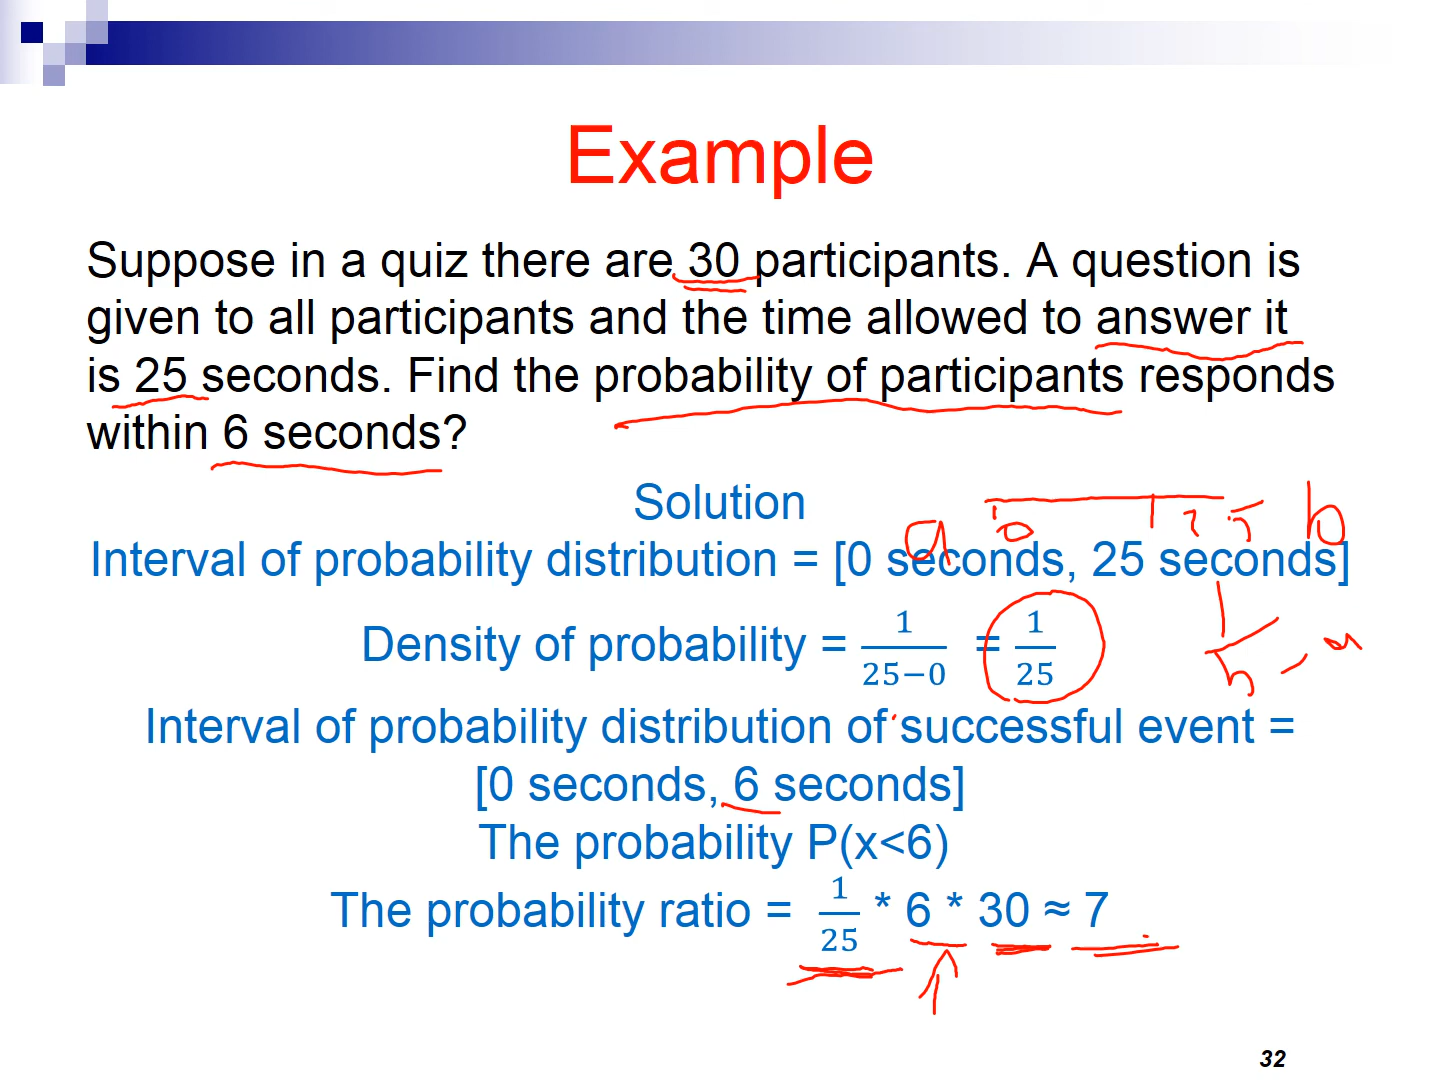 Example
Suppose in a quiz there are 30 participants. A question is
given to all participants and the time allowed to answer it
is 25 seconds. Find the probability of participants responds
within 6 seconds?
Solution
a 0 25 b
Interval of probability distribution = [0 seconds, 25 seconds]
Density of probability = 1/(25−0) = 1/25
1/(b-a)
Interval of probability distribution of successful event =
[0 seconds, 6 seconds]
The probability P(x<6)
The probability ratio = 1/25 * 6 * 30 ≈ 7
32